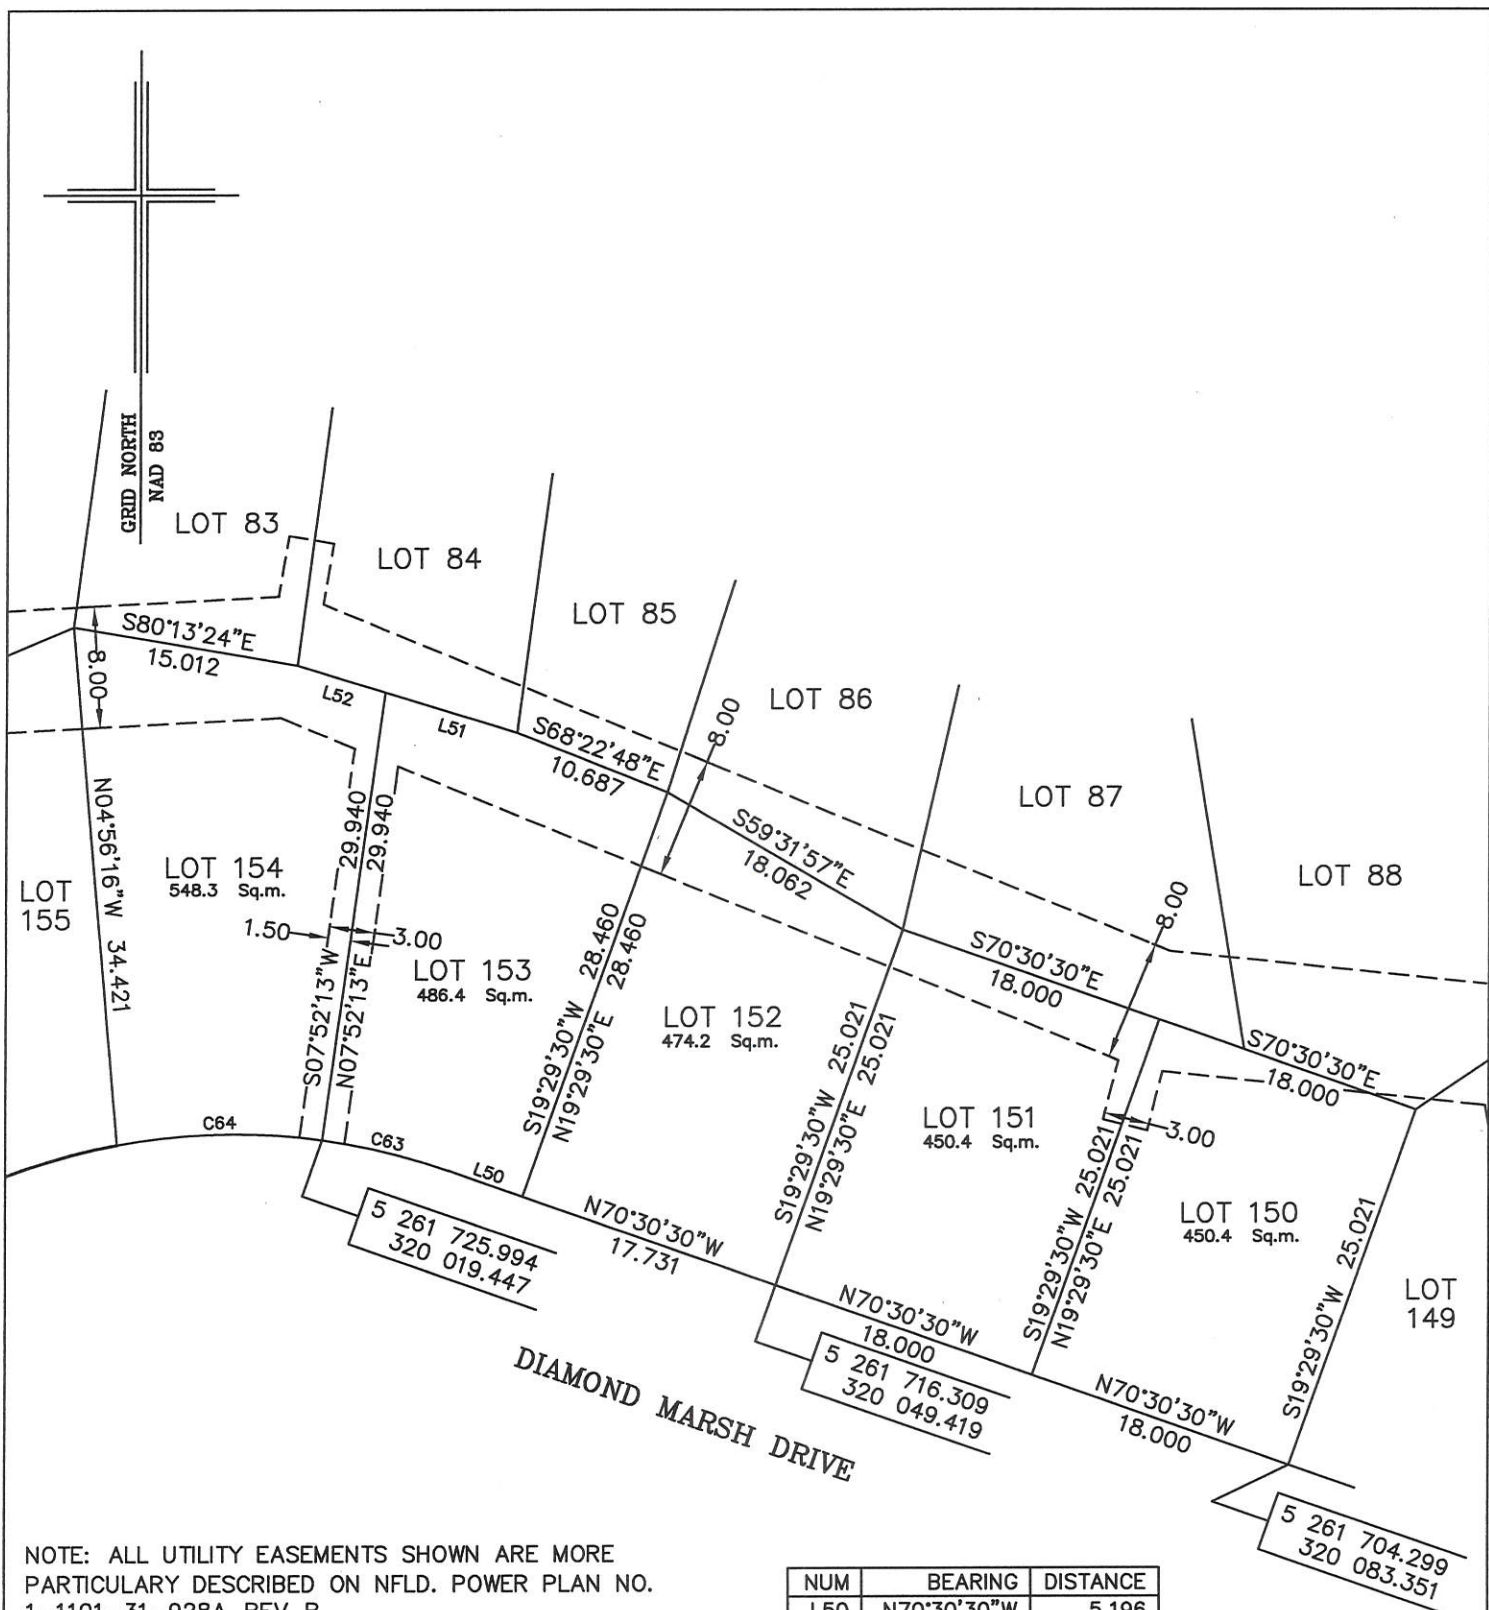 GRID NORTH
NAD 83
LOT 83
LOT 84
LOT 85
LOT 86
LOT 87
LOT 88
S80°13'24"E
15.012
8.00
L52
L51
S68°22'48"E
10.687
8.00
S59°31'57"E
18.062
8.00
S70°30'30"E
18.000
S70°30'30"E
18.000
N04°56'16"W 34.421
LOT
155
LOT 154
548.3 Sq.m.
29.940
29.940
1.50
3.00
S07°52'13"W
N07°52'13"E
LOT 153
486.4 Sq.m.
S19°29'30"W 28.460
N19°29'30"E 28.460
LOT 152
474.2 Sq.m.
S19°29'30"W 25.021
N19°29'30"E 25.021
LOT 151
450.4 Sq.m.
3.00
S19°29'30"W 25.021
N19°29'30"E 25.021
LOT 150
450.4 Sq.m.
S19°29'30"W 25.021
LOT
149
C64
C63
L50
N70°30'30"W
17.731
N70°30'30"W
18.000
N70°30'30"W
18.000
5 261 725.994
320 019.447
5 261 716.309
320 049.419
5 261 704.299
320 083.351
DIAMOND MARSH DRIVE
NOTE: ALL UTILITY EASEMENTS SHOWN ARE MORE
PARTICULARY DESCRIBED ON NFLD. POWER PLAN NO.
NUM BEARING DISTANCE
L50 N70°30'30"W 5.196